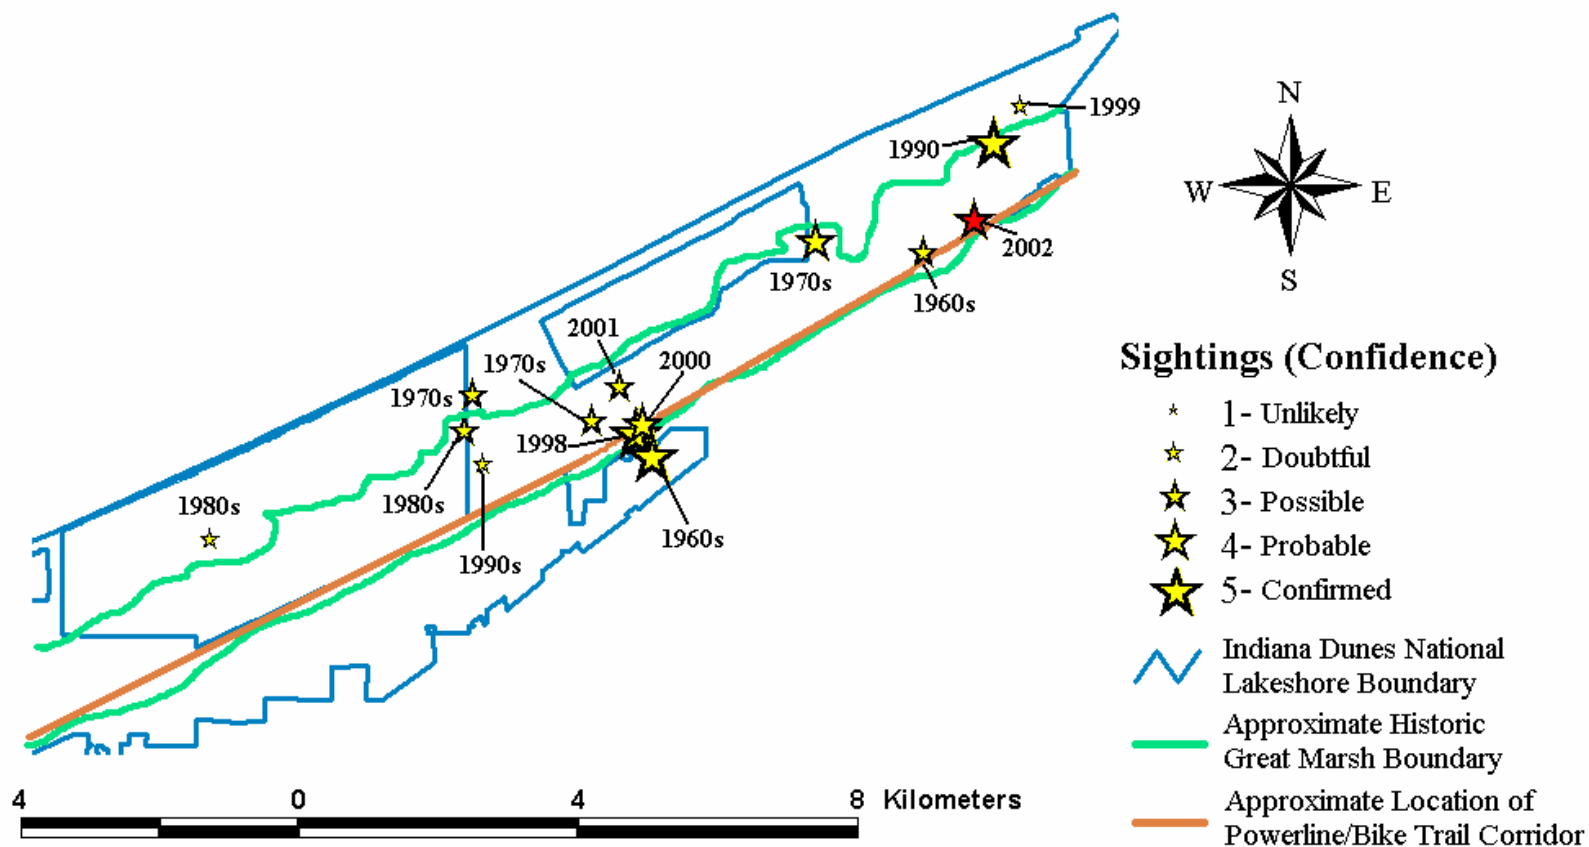 N
1999
1990
W
E
2002
S
1970s
1960s
2001
2000
1970s
1970s
1998
1980s
1980s
1990s
1960s
Sightings (Confidence)
1- Unlikely
2- Doubtful
3- Possible
4- Probable
5- Confirmed
Indiana Dunes National
Lakeshore Boundary
Approximate Historic
Great Marsh Boundary
Approximate Location of
Powerline/Bike Trail Corridor
4 0 4 8 Kilometers